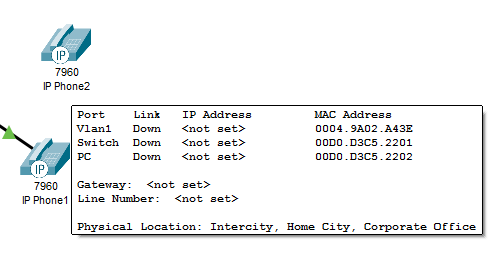 IP
7960
IP Phone2
IP
7960
IP Phone1
Port Link IP Address MAC Address
Vlan1 Down <not set> 0004.9A02.A43E
Switch Down <not set> 00D0.D3C5.2201
PC Down <not set> 00D0.D3C5.2202
Gateway: <not set>
Line Number: <not set>
Physical Location: Intercity, Home City, Corporate Office